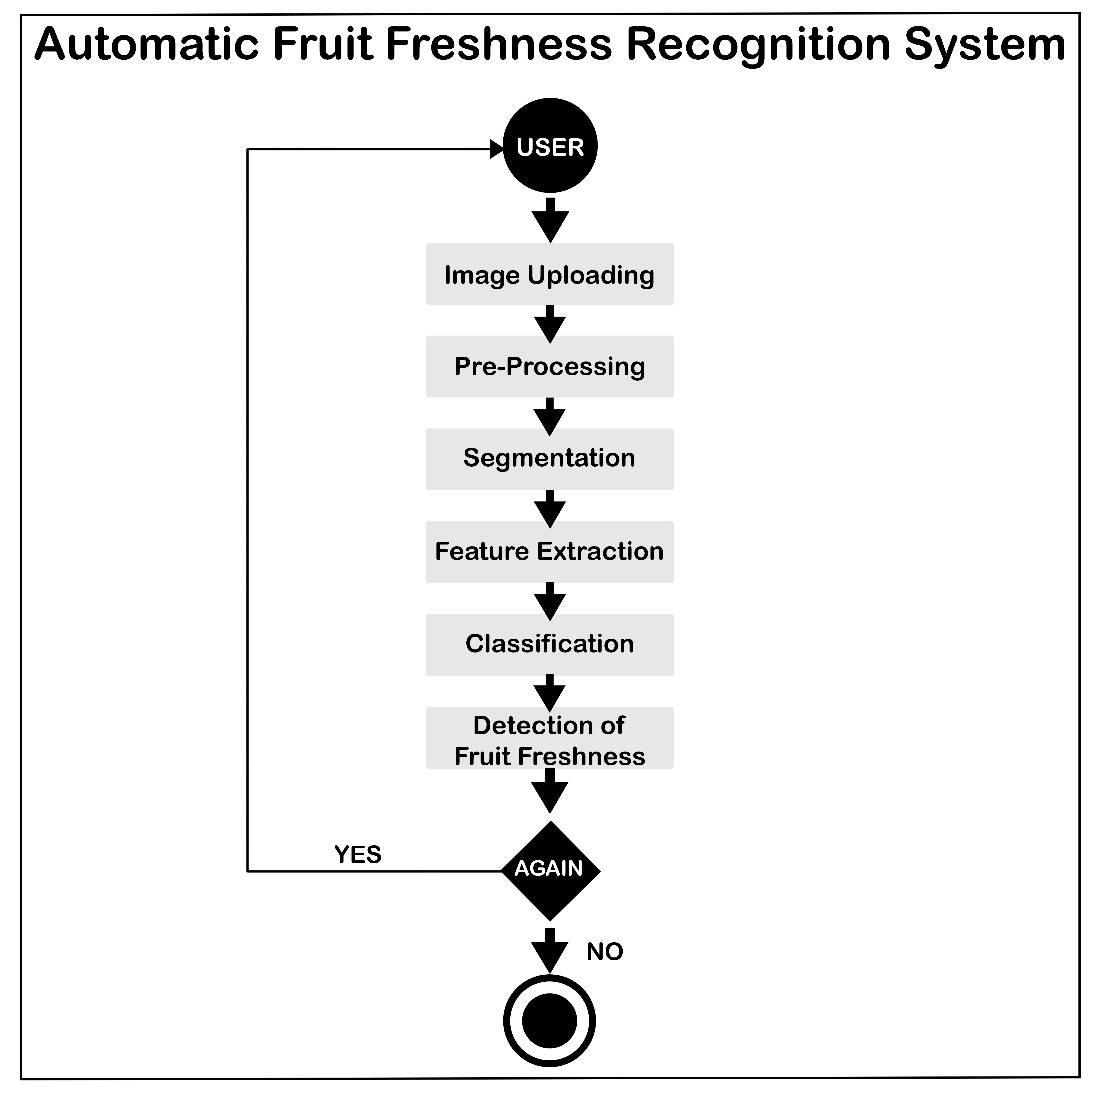 Automatic Fruit Freshness Recognition System
USER
Image Uploading
Pre-Processing
Segmentation
Feature Extraction
Classification
Detection of
Fruit Freshness
YES
AGAIN
NO